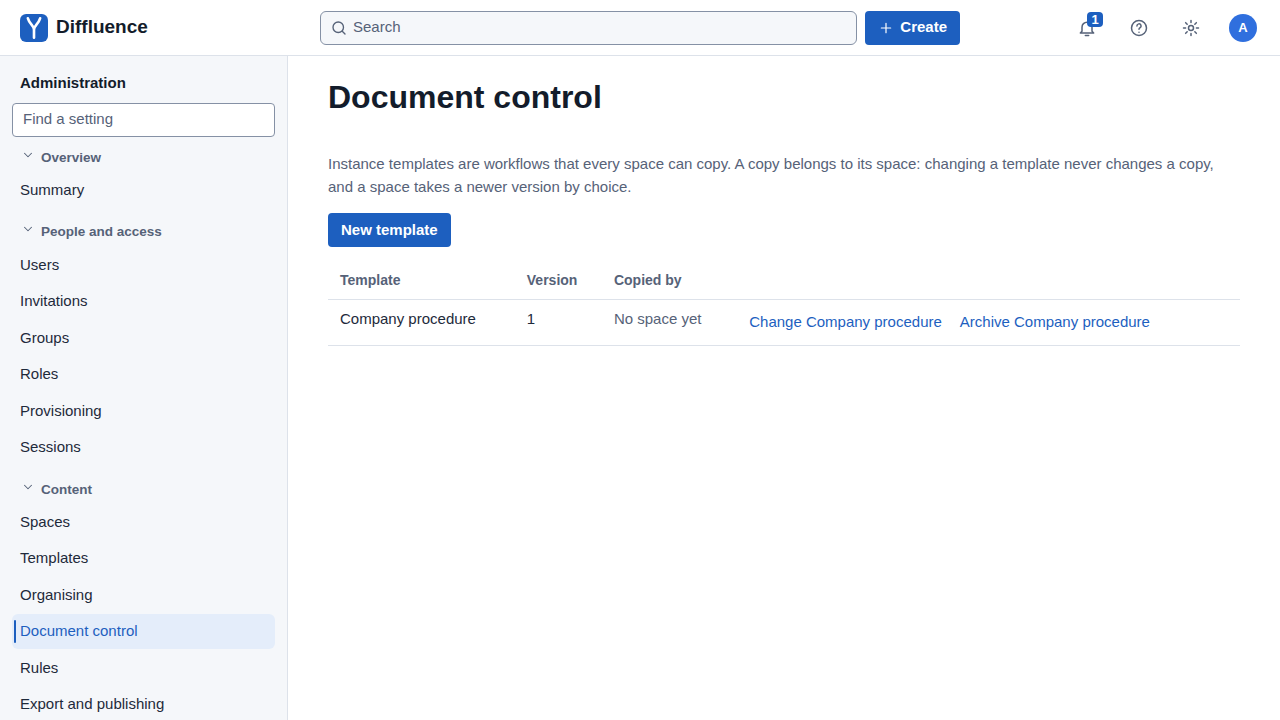 Diffluence
Search
Create
1
A
Administration
Find a setting
Overview
Summary
People and access
Users
Invitations
Groups
Roles
Provisioning
Sessions
Content
Spaces
Templates
Organising
Document control
Rules
Export and publishing
Document control
Instance templates are workflows that every space can copy. A copy belongs to its space: changing a template never changes a copy,
and a space takes a newer version by choice.
New template
Template Version Copied by
Company procedure 1 No space yet Change Company procedure Archive Company procedure